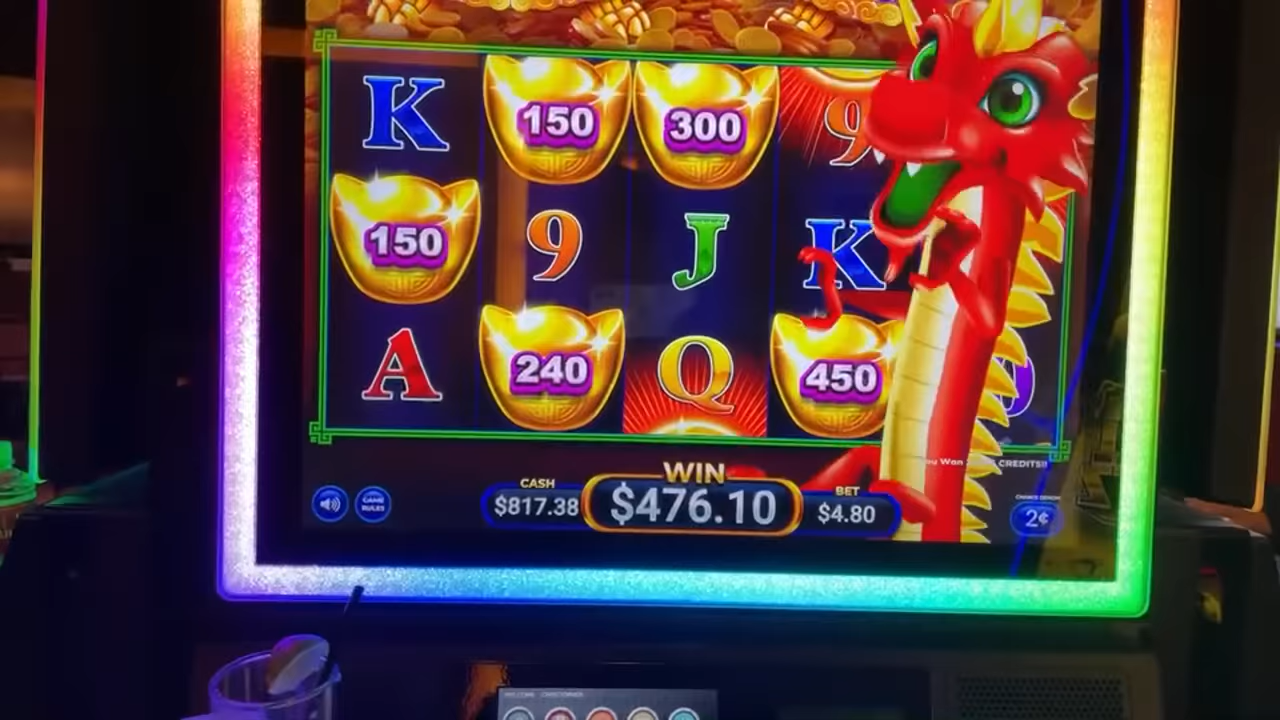 K 150 300 9
150 9 J K
A 240 Q 450
WIN
CASH
$817.38
$476.10
BET
$4.80
GAME
RULES
CREDITS!!
2¢